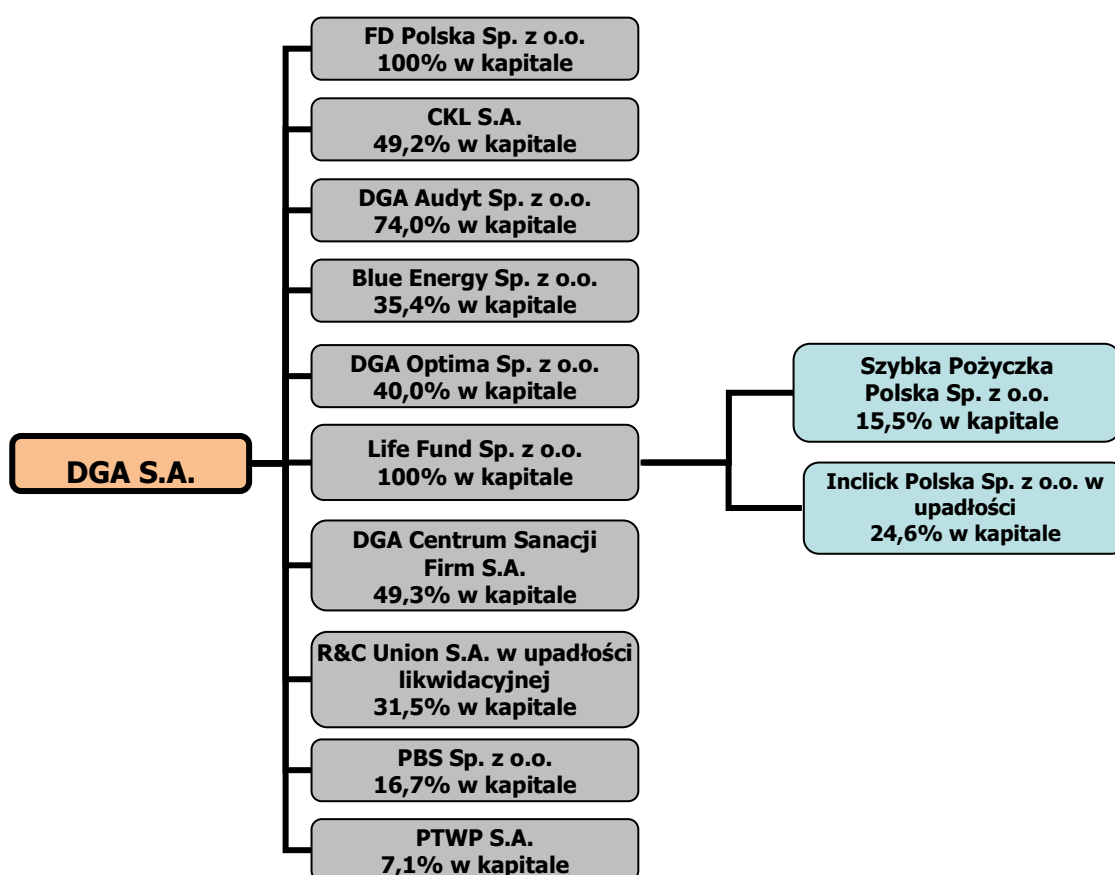 FD Polska Sp. z o.o.
100% w kapitale
CKL S.A.
49,2% w kapitale
DGA Audyt Sp. z o.o.
74,0% w kapitale
Blue Energy Sp. z o.o.
35,4% w kapitale
DGA Optima Sp. z o.o.
40,0% w kapitale
DGA S.A.
Life Fund Sp. z o.o.
100% w kapitale
Szybka Pożyczka
Polska Sp. z o.o.
15,5% w kapitale
Inclick Polska Sp. z o.o. w
upadłości
24,6% w kapitale
DGA Centrum Sanacji
Firm S.A.
49,3% w kapitale
R&C Union S.A. w upadłości
likwidacyjnej
31,5% w kapitale
PBS Sp. z o.o.
16,7% w kapitale
PTWP S.A.
7,1% w kapitale